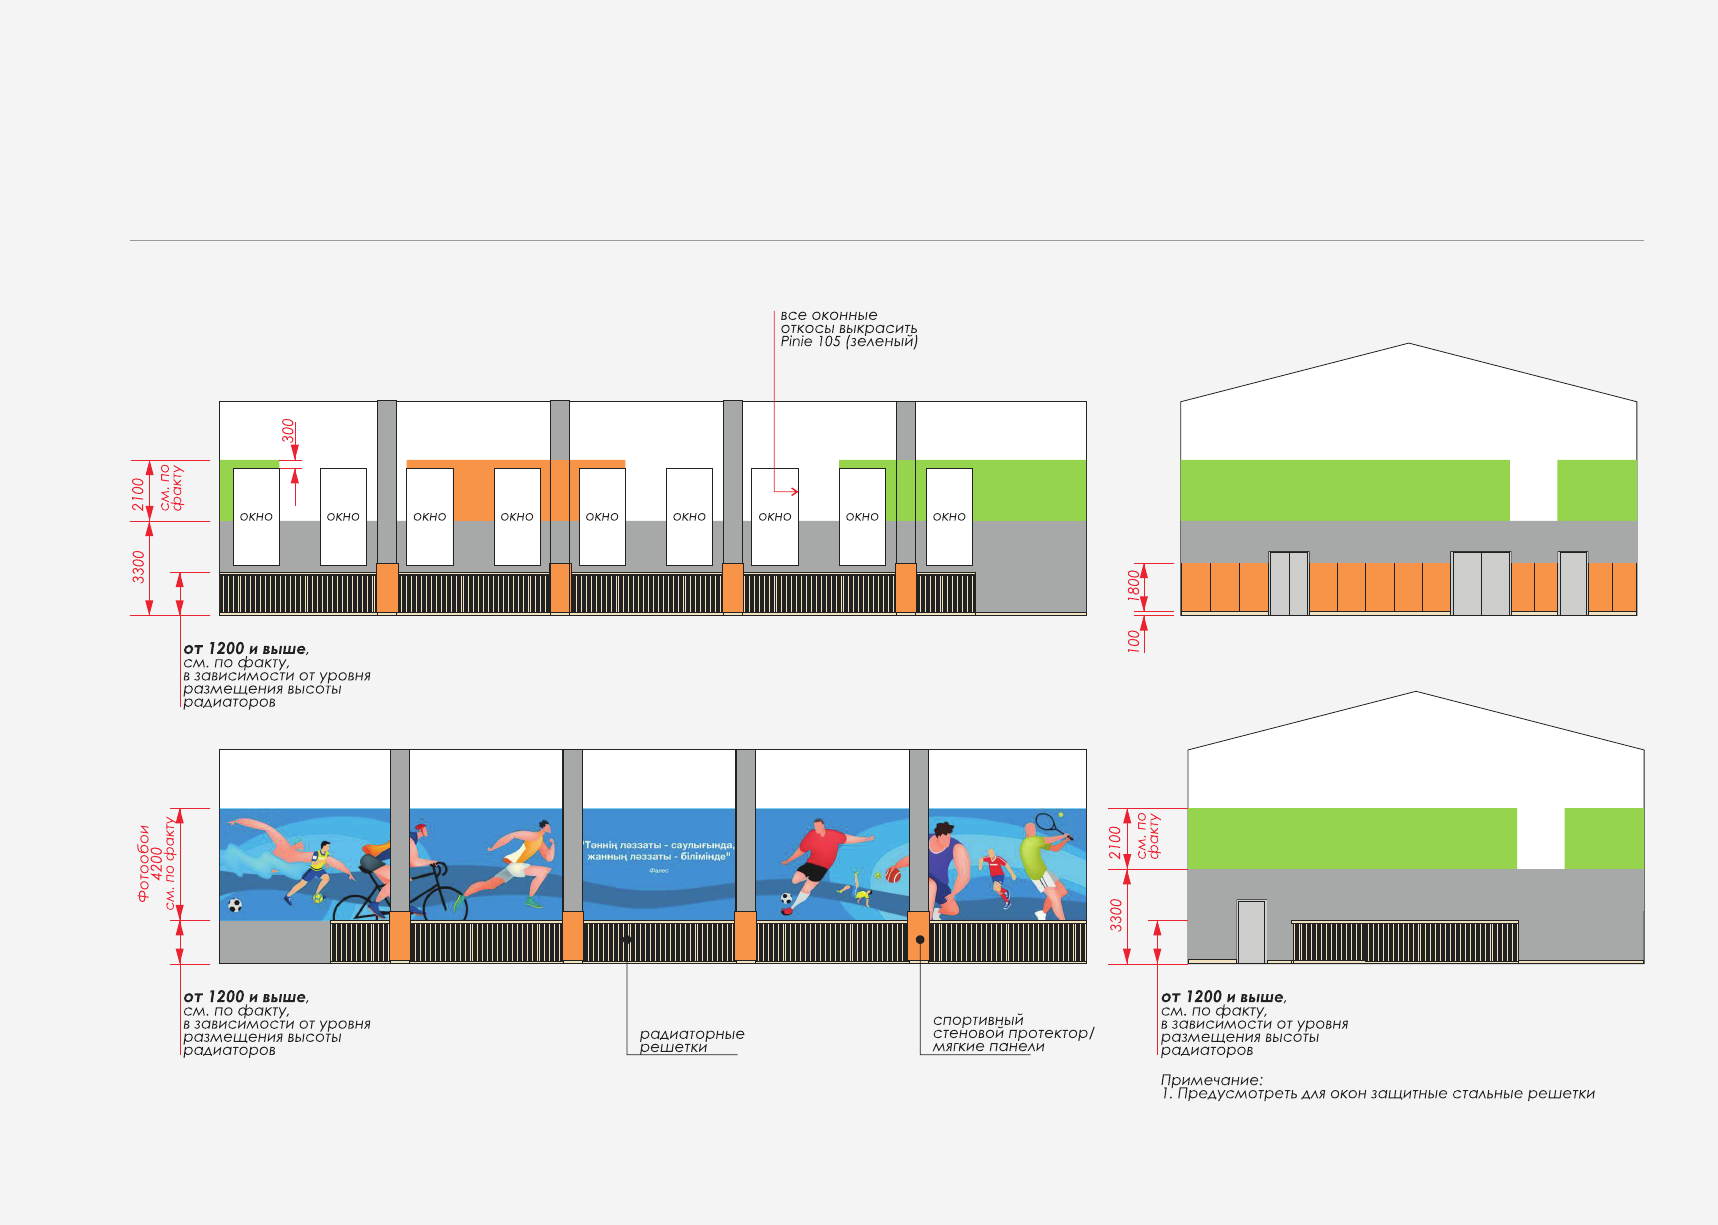 все оконные
откосы выкрасить
Pinie 105 (зеленый)
300
2100
см. по
факту
3300
окно
окно
окно
окно
окно
окно
окно
окно
окно
от 1200 и выше,
см. по факту,
в зависимости от уровня
размещения высоты
радиаторов
1800
100
Фотообои
4200
см. по факту
"Тәннің ләззаты - саулығында,
жанның ләззаты - білімінде"
Фалес
от 1200 и выше,
см. по факту,
в зависимости от уровня
размещения высоты
радиаторов
радиаторные
решетки
спортивный
стеновой протектор/
мягкие панели
2100
см. по
факту
3300
от 1200 и выше,
см. по факту,
в зависимости от уровня
размещения высоты
радиаторов
Примечание:
1. Предусмотреть для окон защитные стальные решетки